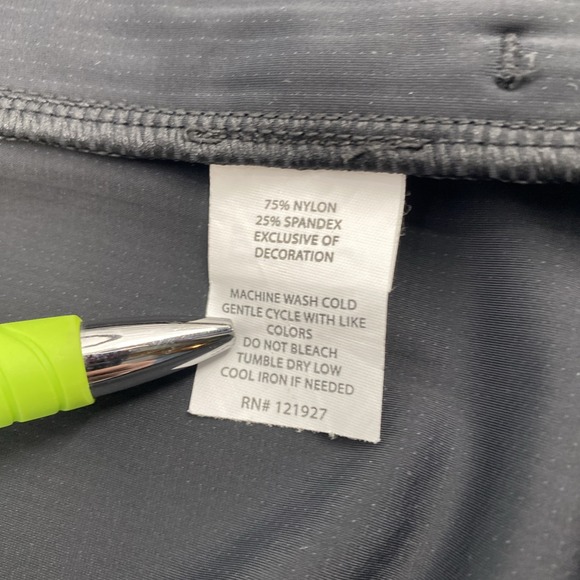 75% NYLON
25% SPANDEX
EXCLUSIVE OF
DECORATION
MACHINE WASH COLD
GENTLE CYCLE WITH LIKE
COLORS
DO NOT BLEACH
TUMBLE DRY LOW
COOL IRON IF NEEDED
RN# 121927